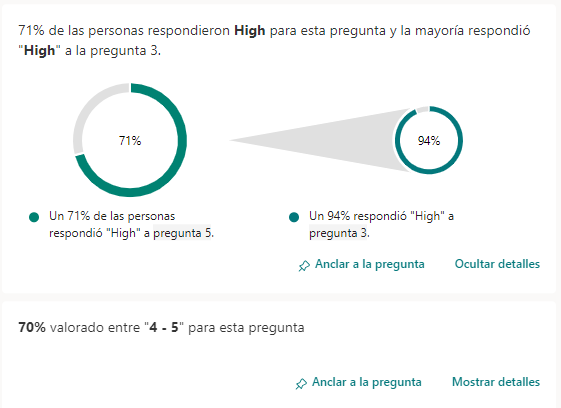 71% de las personas respondieron High para esta pregunta y la mayoría respondió
"High" a la pregunta 3.
71%
94%
Un 71% de las personas
respondió "High" a pregunta 5.
Un 94% respondió "High" a
pregunta 3.
Anclar a la pregunta
Ocultar detalles
70% valorado entre "4 - 5" para esta pregunta
Anclar a la pregunta
Mostrar detalles